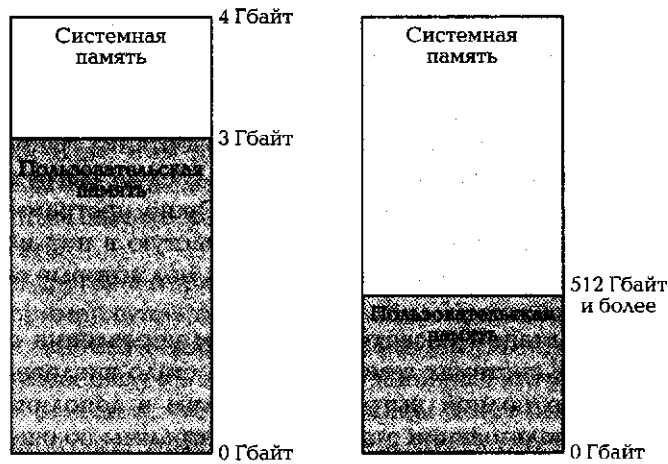 4 Гбайт
Системная
память
3 Гбайт
Пользовательская
память
0 Гбайт
Системная
память
512 Гбайт
и более
Пользовательская
память
0 Гбайт